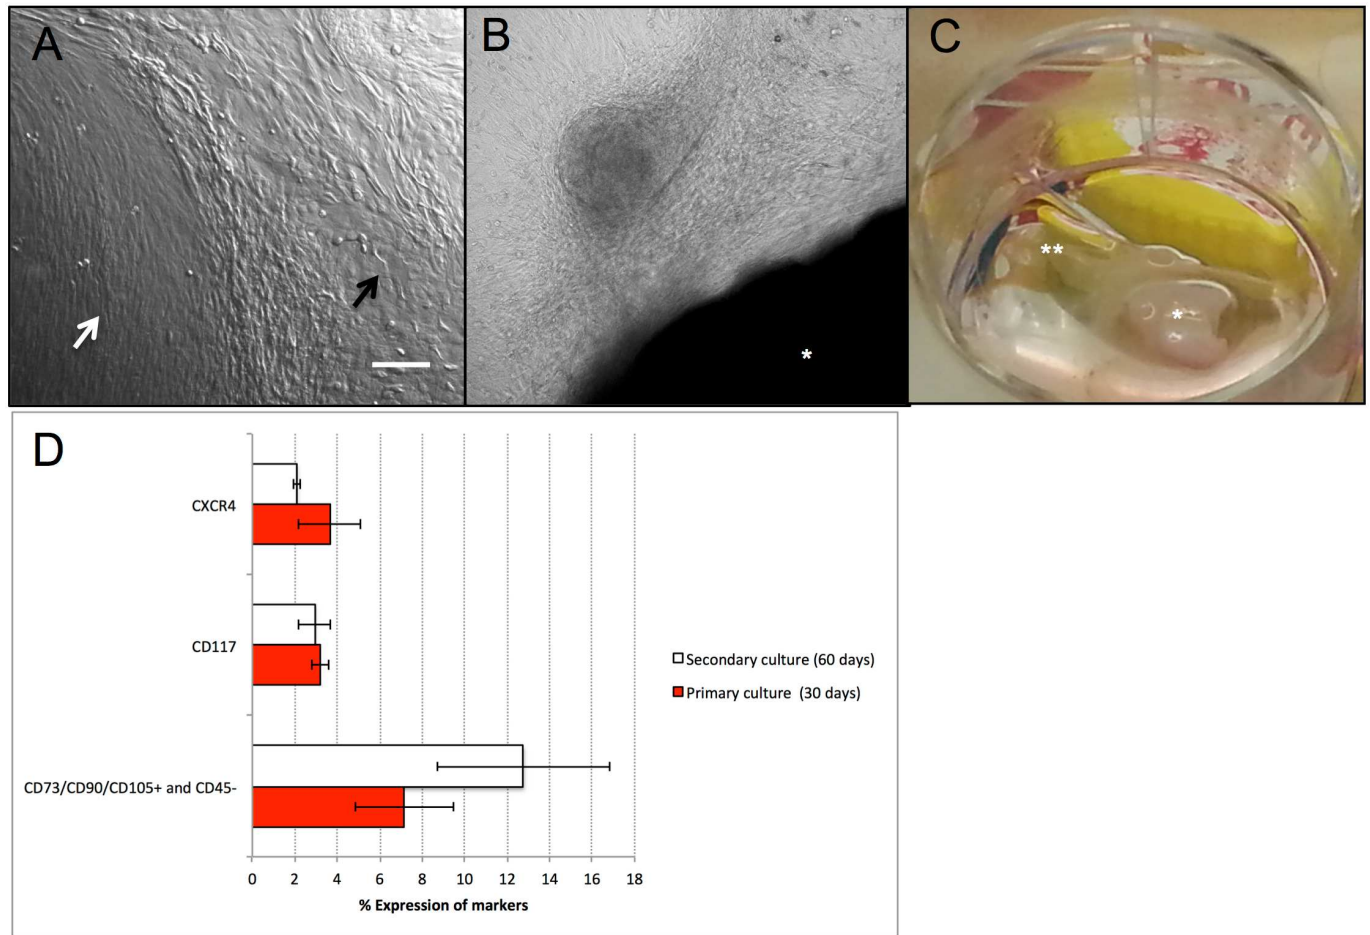 A
B
C
**
*
*
D
CXCR4
CD117
CD73/CD90/CD105+ and CD45-
Secondary culture (60 days)
Primary culture (30 days)
0 2 4 6 8 10 12 14 16 18
% Expression of markers